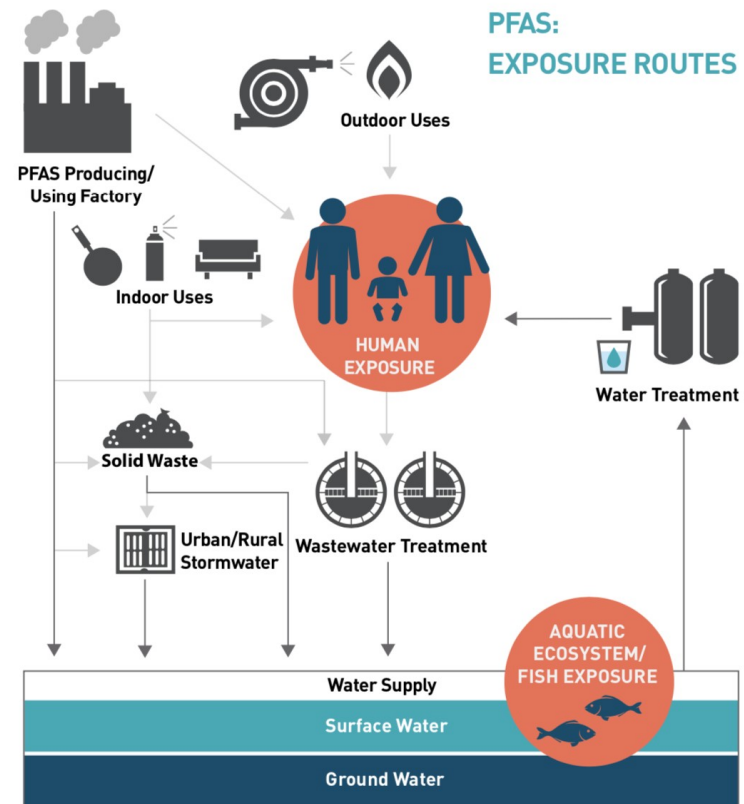 PFAS:
EXPOSURE ROUTES
Outdoor Uses
PFAS Producing/
Using Factory
Indoor Uses
HUMAN
EXPOSURE
Water Treatment
Solid Waste
Urban/Rural
Stormwater
Wastewater Treatment
AQUATIC
ECOSYSTEM/
FISH EXPOSURE
Water Supply
Surface Water
Ground Water